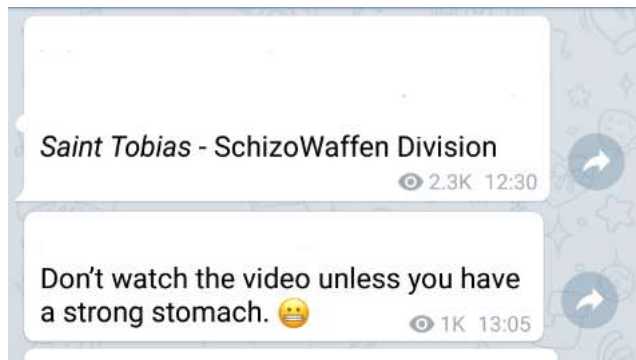 Saint Tobias - SchizoWaffen Division
2.3K 12:30
Don’t watch the video unless you have
a strong stomach. 😬
1K 13:05